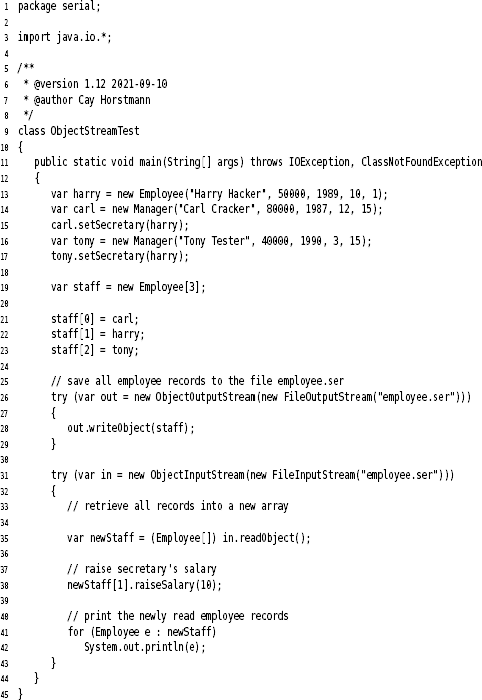 1 package serial;
2
3 import java.io.*;
4
5 /**
6  * @version 1.12 2021-09-10
7  * @author Cay Horstmann
8  */
9 class ObjectStreamTest
10 {
11    public static void main(String[] args) throws IOException, ClassNotFoundException
12    {
13       var harry = new Employee("Harry Hacker", 50000, 1989, 10, 1);
14       var carl = new Manager("Carl Cracker", 80000, 1987, 12, 15);
15       carl.setSecretary(harry);
16       var tony = new Manager("Tony Tester", 40000, 1990, 3, 15);
17       tony.setSecretary(harry);
18
19       var staff = new Employee[3];
20
21       staff[0] = carl;
22       staff[1] = harry;
23       staff[2] = tony;
24
25       // save all employee records to the file employee.ser
26       try (var out = new ObjectOutputStream(new FileOutputStream("employee.ser")))
27       {
28          out.writeObject(staff);
29       }
30
31       try (var in = new ObjectInputStream(new FileInputStream("employee.ser")))
32       {
33          // retrieve all records into a new array
34
35          var newStaff = (Employee[]) in.readObject();
36
37          // raise secretary's salary
38          newStaff[1].raiseSalary(10);
39
40          // print the newly read employee records
41          for (Employee e : newStaff)
42             System.out.println(e);
43       }
44    }
45 }